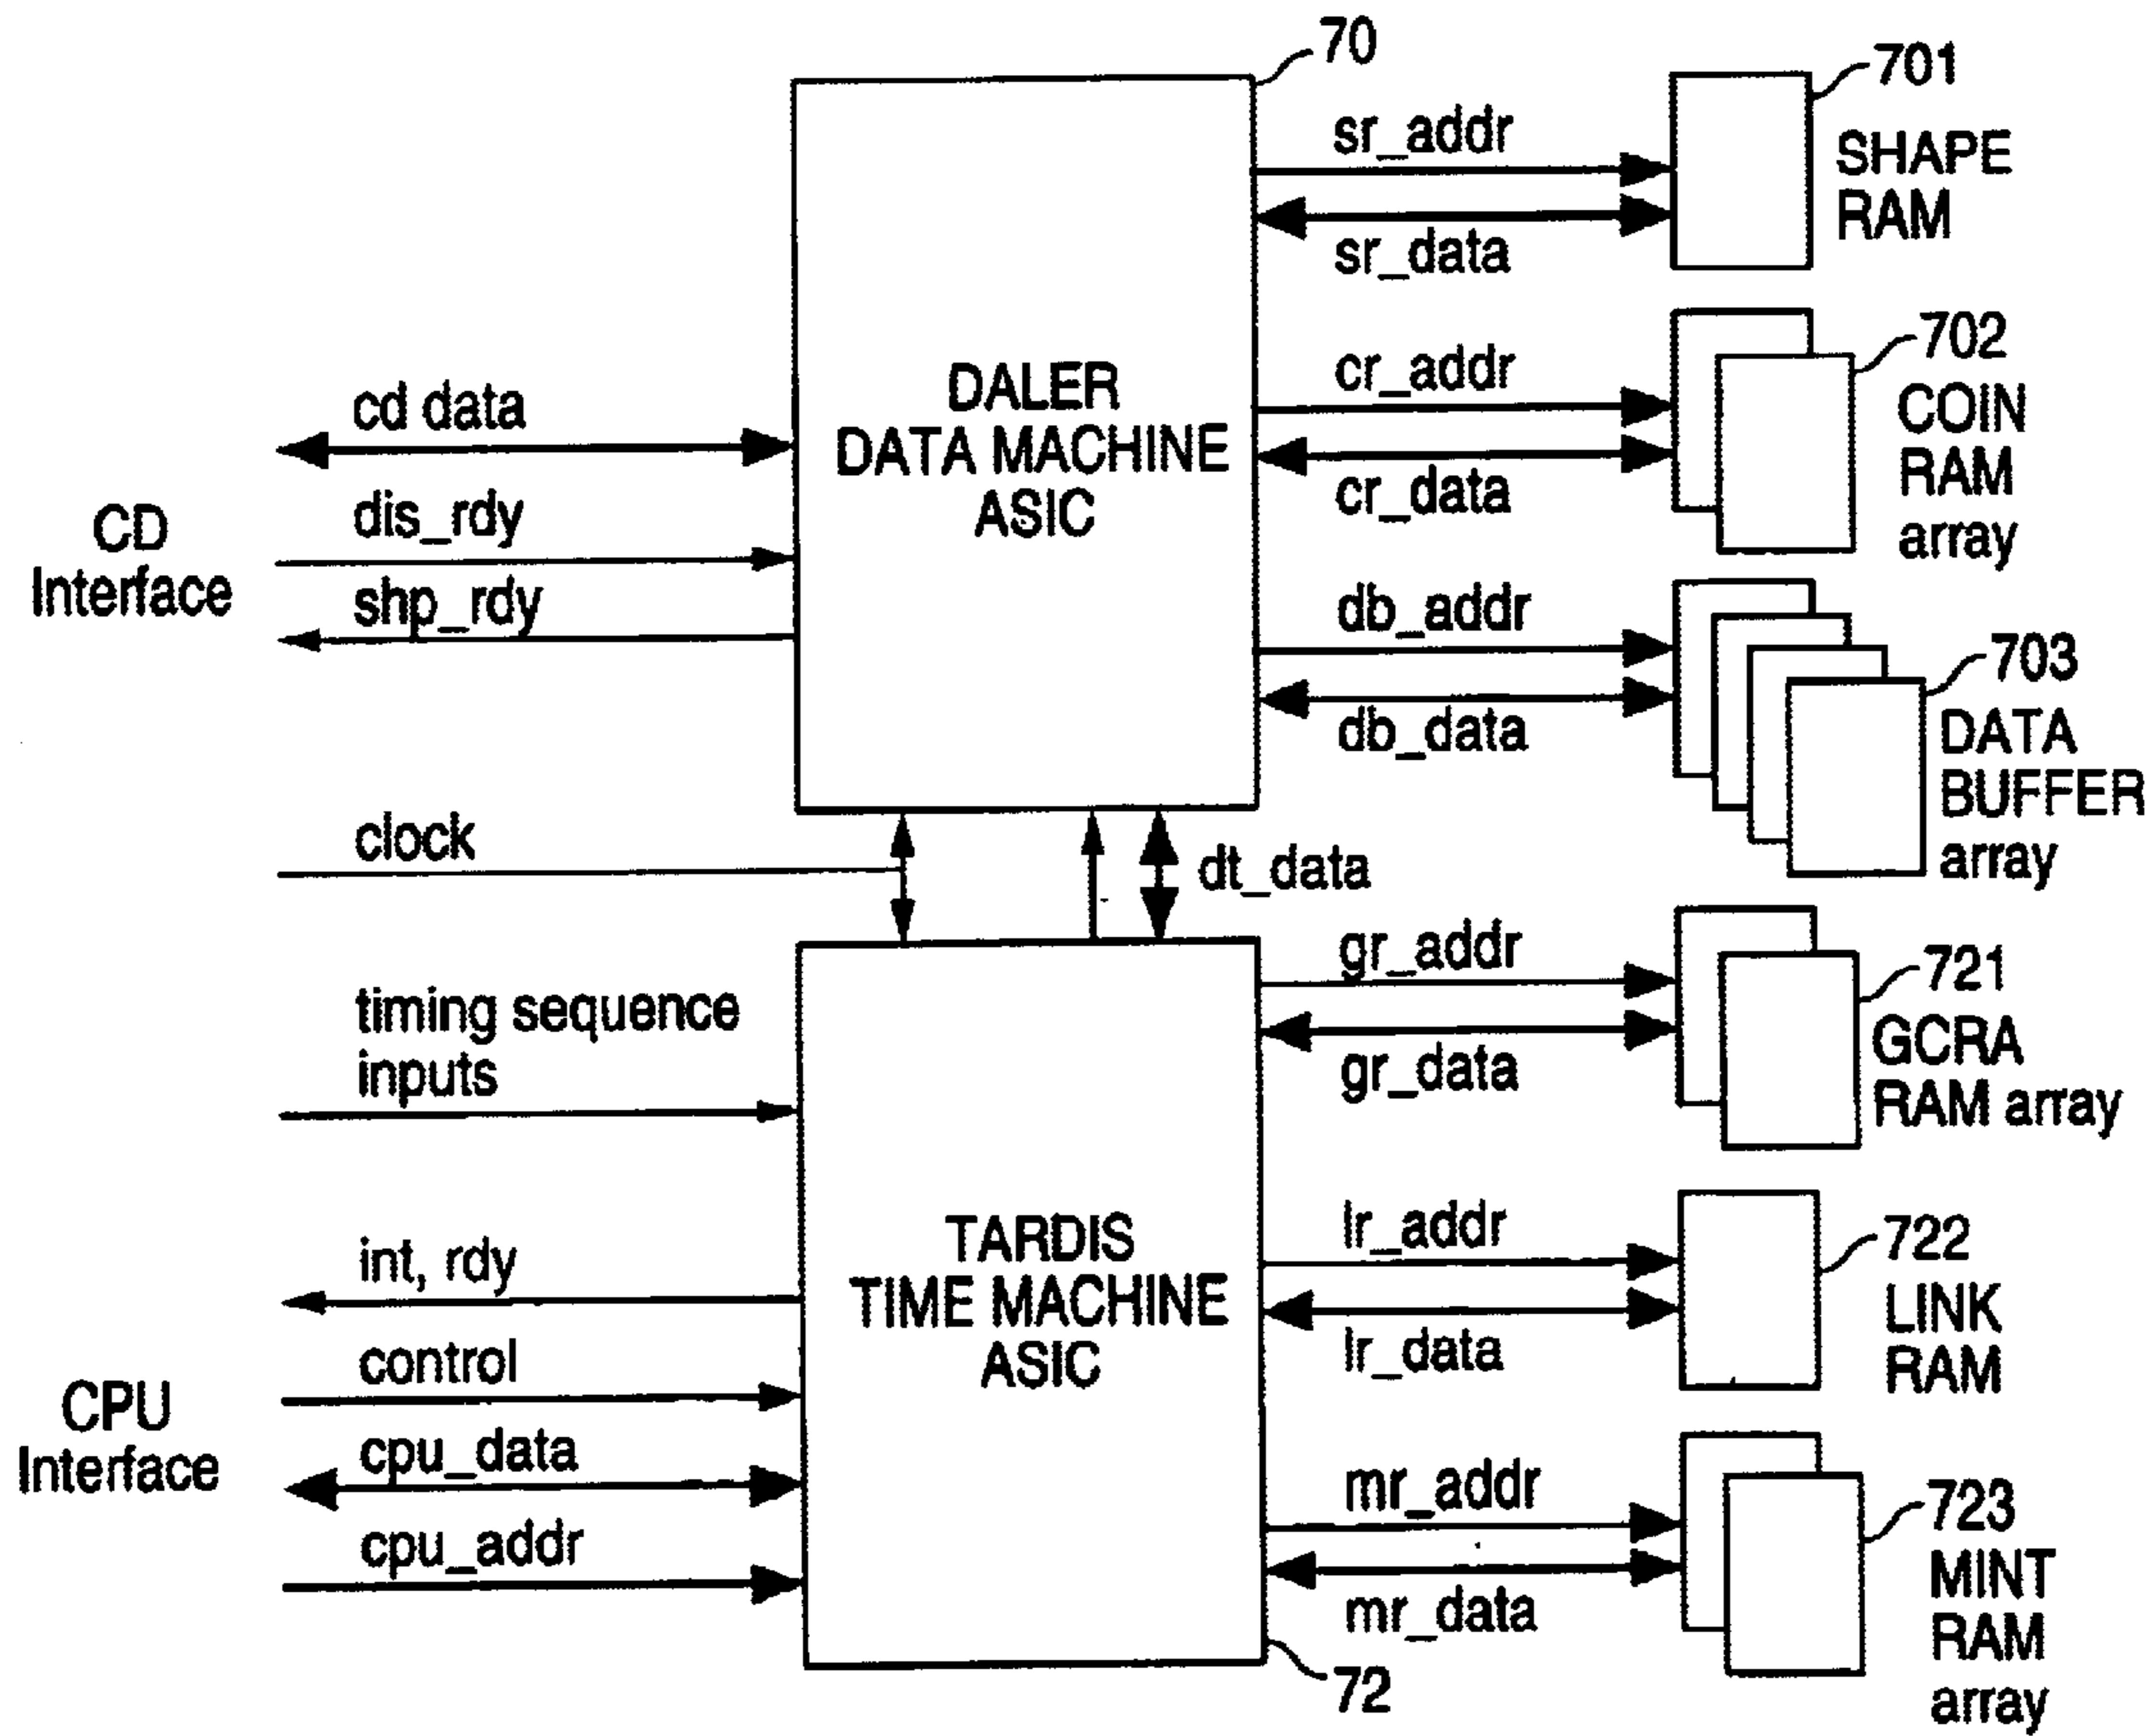 70
701
sr_addr
SHAPE
RAM
sr_data
702
cr_addr
COIN
RAM
array
cr_data
DALER
DATA MACHINE
ASIC
cd data
dis_rdy
CD
Interface
shp_rdy
db_addr
703
DATA
BUFFER
array
db_data
clock
dt_data
gr_addr
721
GCRA
RAM array
gr_data
timing sequence
inputs
lr_addr
722
LINK
RAM
lr_data
TARDIS
TIME MACHINE
ASIC
int, rdy
control
CPU
Interface
cpu_data
cpu_addr
mr_addr
723
MINT
RAM
array
mr_data
72